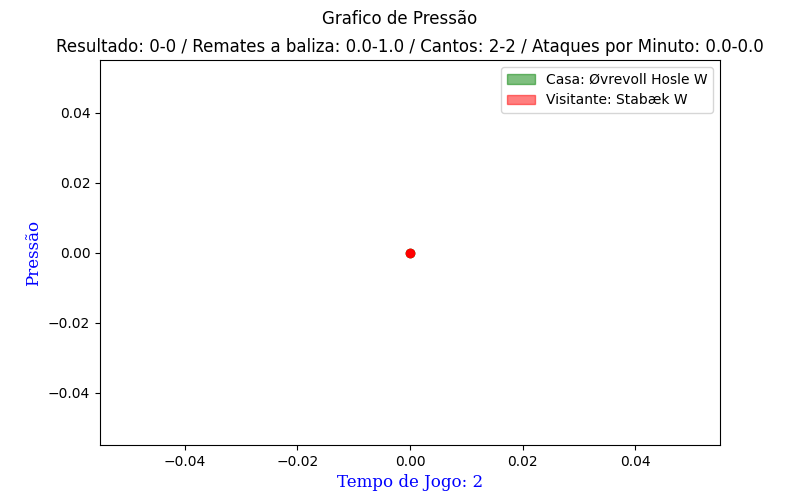 Grafico de Pressão
Resultado: 0-0 / Remates a baliza: 0.0-1.0 / Cantos: 2-2 / Ataques por Minuto: 0.0-0.0
Casa: Øvrevoll Hosle W
Visitante: Stabæk W
0.04
0.02
0.00
−0.02
−0.04
Pressão
−0.04
−0.02
0.00
0.02
0.04
Tempo de Jogo: 2